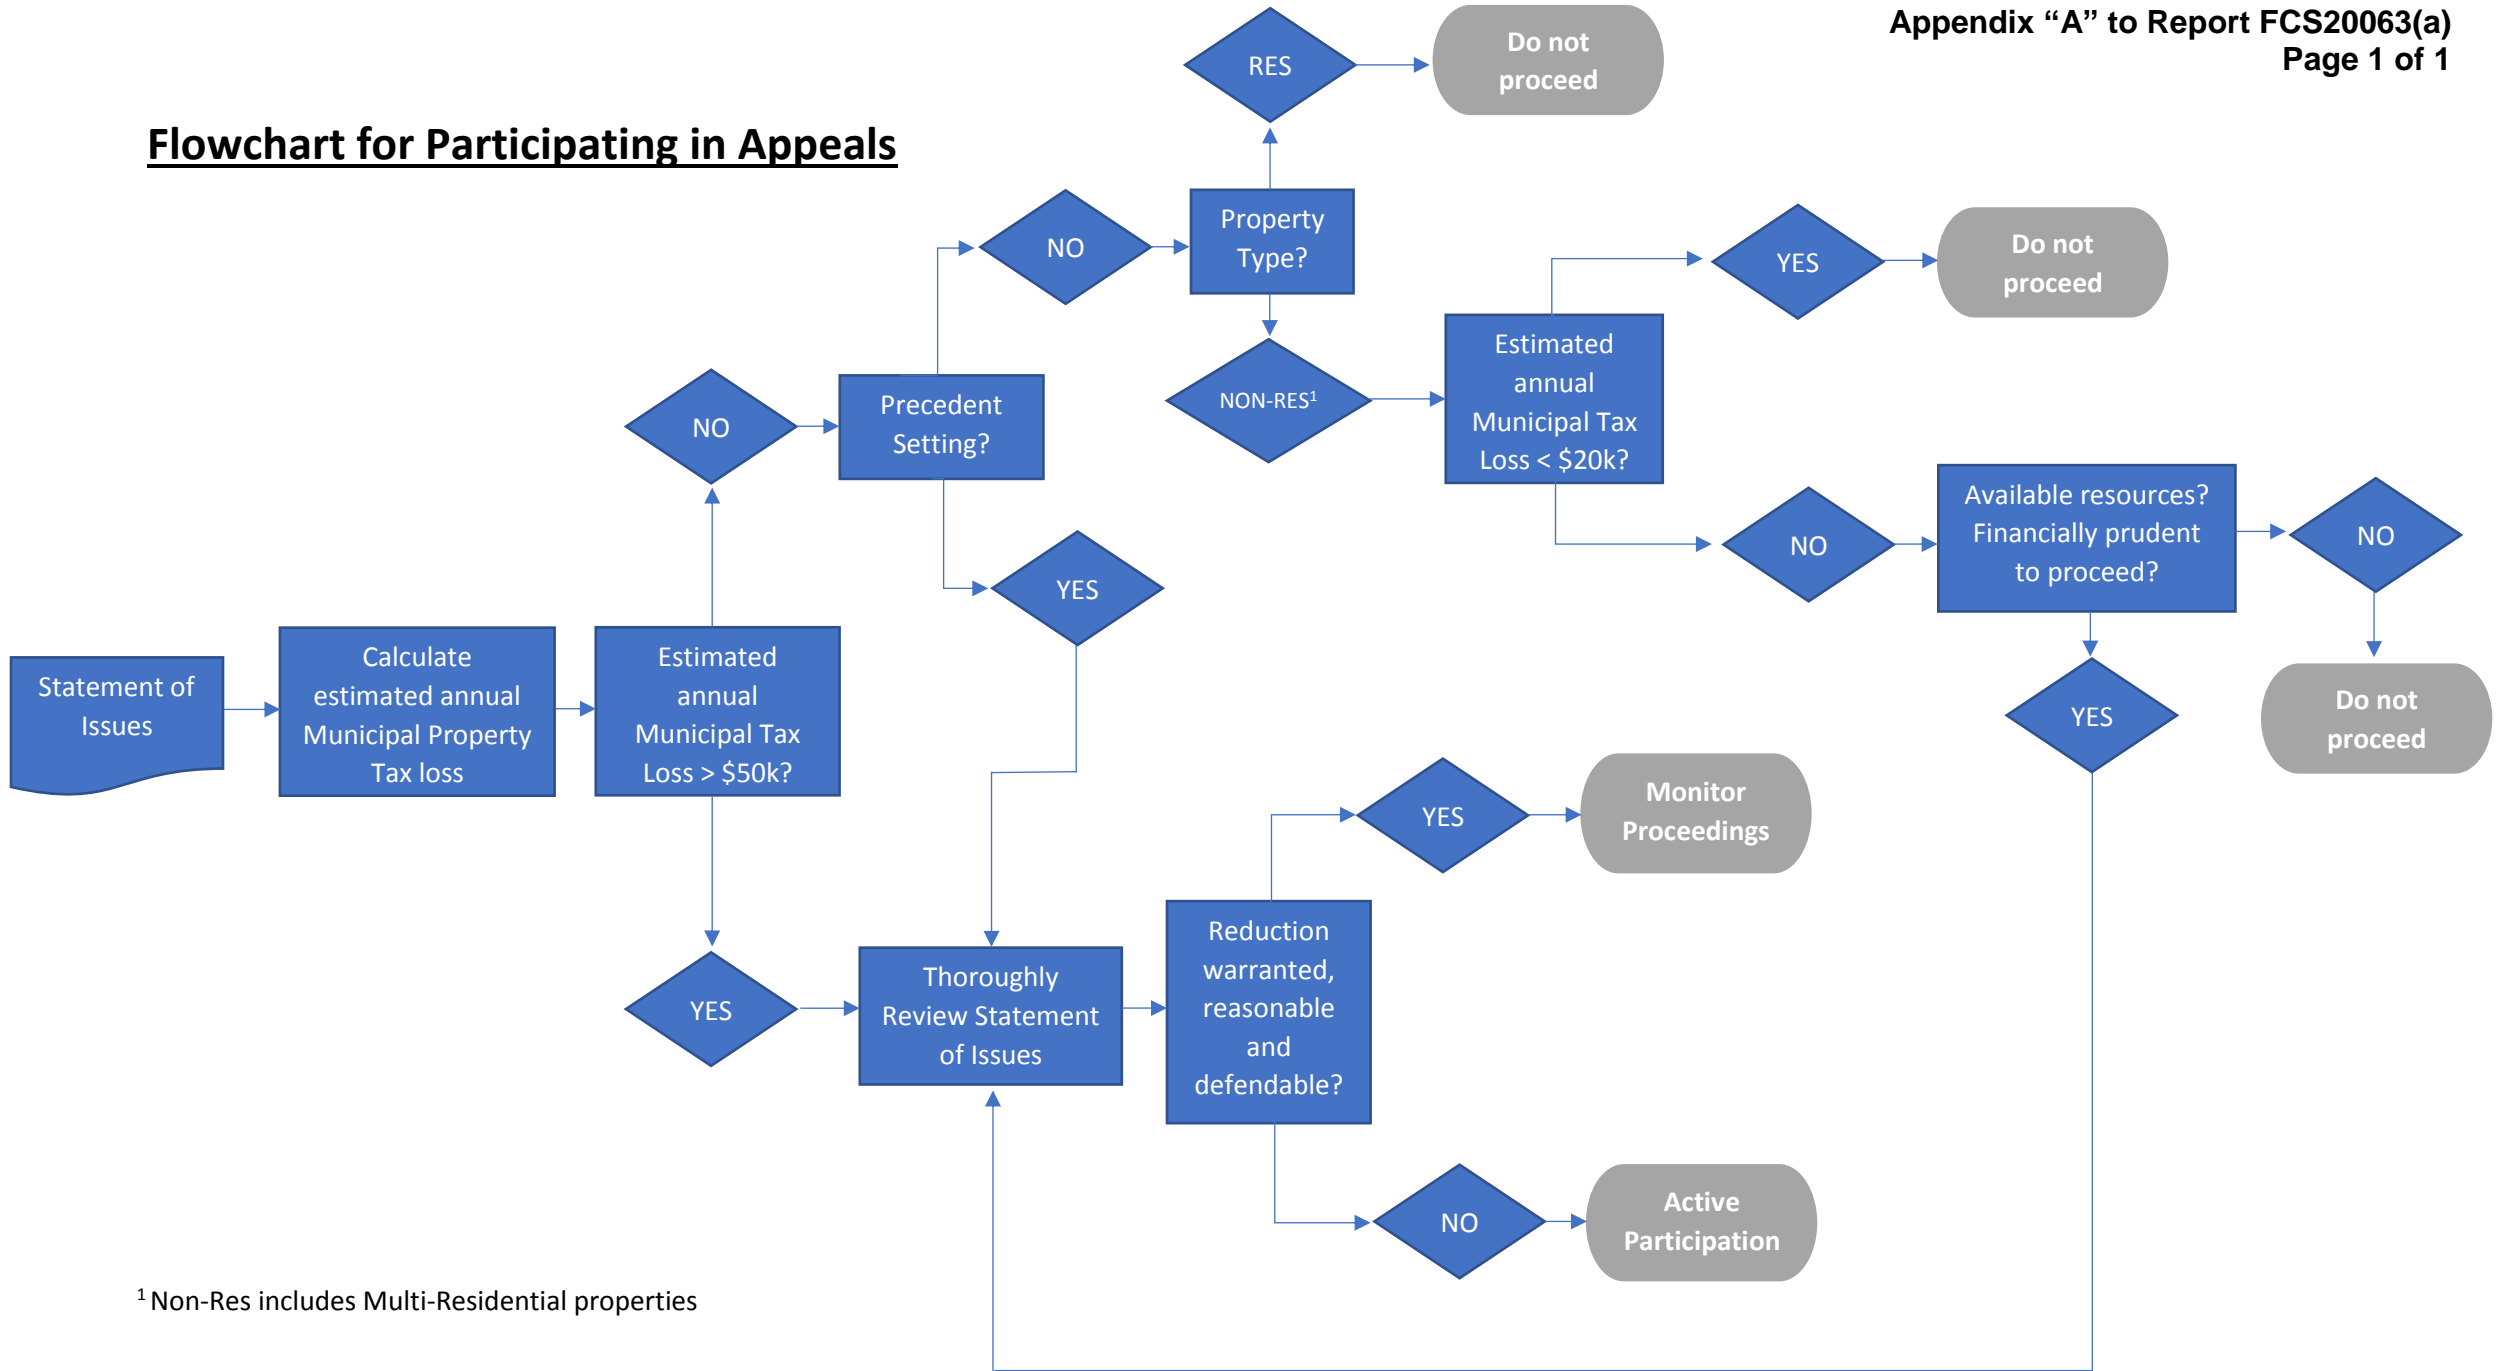 Appendix “A” to Report FCS20063(a)
Page 1 of 1
Flowchart for Participating in Appeals
RES
Do not
proceed
NO
Property
Type?
YES
Do not
proceed
NON-RES¹
Estimated
annual
Municipal Tax
Loss < $20k?
NO
Precedent
Setting?
NO
Available resources?
Financially prudent
to proceed?
NO
YES
Statement of
Issues
Calculate
estimated annual
Municipal Property
Tax loss
Estimated
annual
Municipal Tax
Loss > $50k?
YES
Do not
proceed
YES
Monitor
Proceedings
YES
Thoroughly
Review Statement
of Issues
Reduction
warranted,
reasonable
and
defendable?
NO
Active
Participation
¹ Non-Res includes Multi-Residential properties